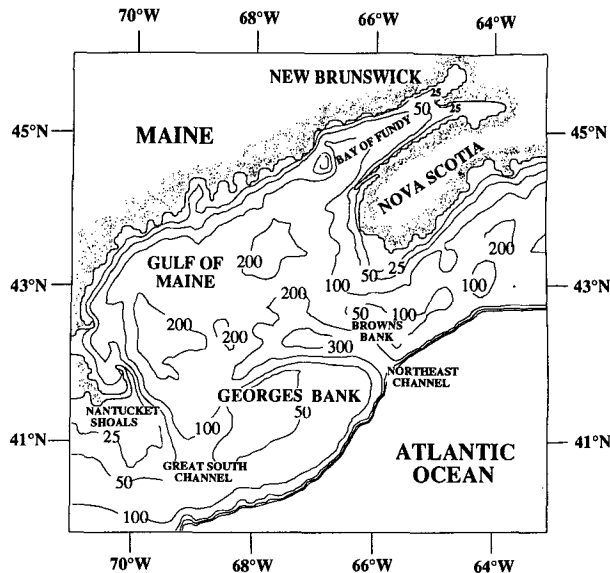 70°W 68°W 66°W 64°W
NEW BRUNSWICK
25
50 25
45°N 45°N
MAINE
BAY OF FUNDY
NOVA SCOTIA
200
GULF OF
MAINE
200
50 25
100
200
100
43°N 43°N
200
50 100
200 200
BROWNS
BANK
300
NORTHEAST
CHANNEL
GEORGES BANK
NANTUCKET
SHOALS
50
100
25
41°N 41°N
GREAT SOUTH
CHANNEL
ATLANTIC
OCEAN
50
100
100
70°W 68°W 66°W 64°W